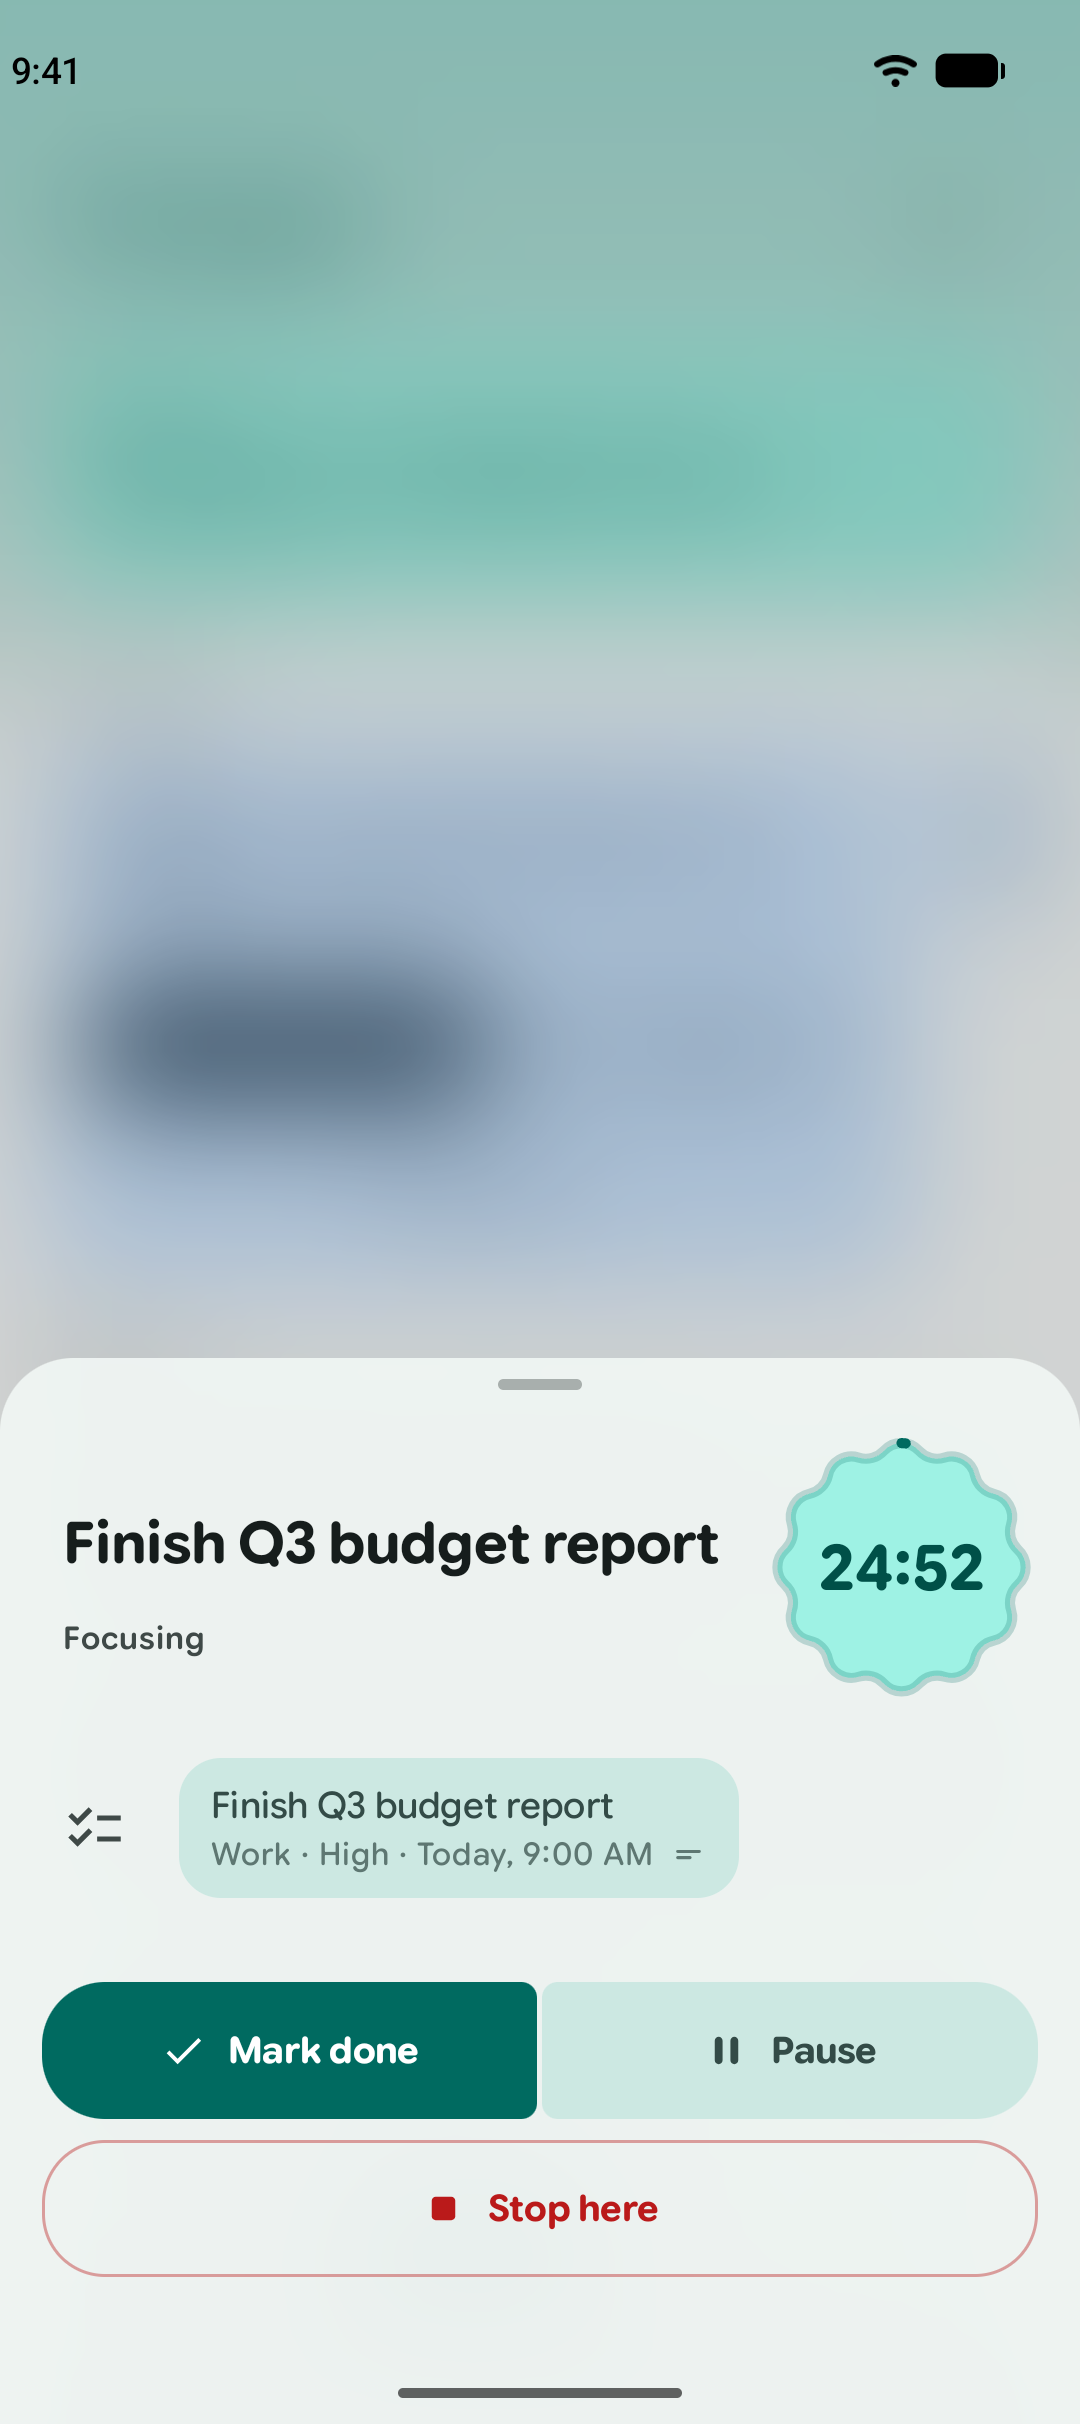 9:41
Finish Q3 budget report
24:52
Focusing
Finish Q3 budget report
Work · High · Today, 9:00 AM
Mark done
Pause
Stop here